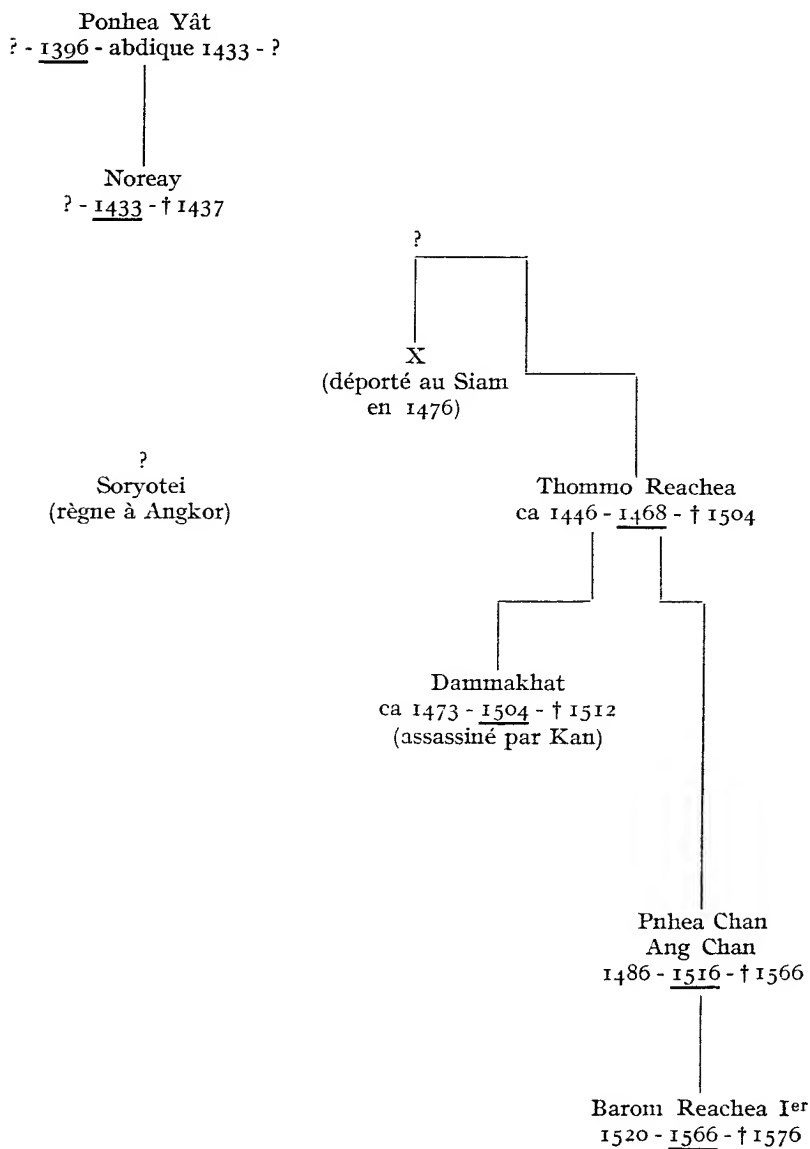 Ponhea Yât
? - 1396 - abdique 1433 - ?
Noreay
? - 1433 - † 1437
?
X
(déporté au Siam
en 1476)
?
Soryotei
(règne à Angkor)
Thommo Reachea
ca 1446 - 1468 - † 1504
Dammakhat
ca 1473 - 1504 - † 1512
(assassiné par Kan)
Pnhea Chan
Ang Chan
1486 - 1516 - † 1566
Barom Reachea Ier
1520 - 1566 - † 1576